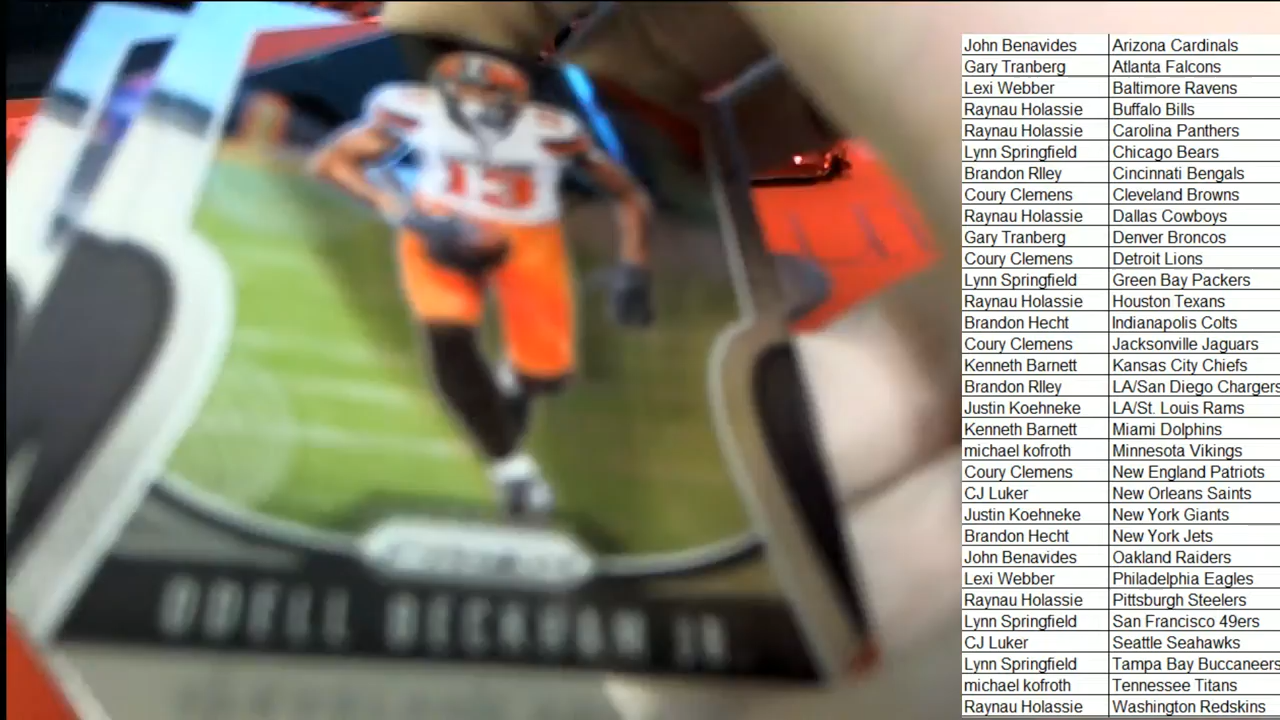 13
ODELL BECKHAM JR
John Benavides Arizona Cardinals
Gary Tranberg Atlanta Falcons
Lexi Webber Baltimore Ravens
Raynau Holassie Buffalo Bills
Raynau Holassie Carolina Panthers
Lynn Springfield Chicago Bears
Brandon Rlley Cincinnati Bengals
Coury Clemens Cleveland Browns
Raynau Holassie Dallas Cowboys
Gary Tranberg Denver Broncos
Coury Clemens Detroit Lions
Lynn Springfield Green Bay Packers
Raynau Holassie Houston Texans
Brandon Hecht Indianapolis Colts
Coury Clemens Jacksonville Jaguars
Kenneth Barnett Kansas City Chiefs
Brandon Rlley LA/San Diego Chargers
Justin Koehneke LA/St. Louis Rams
Kenneth Barnett Miami Dolphins
michael kofroth Minnesota Vikings
Coury Clemens New England Patriots
CJ Luker New Orleans Saints
Justin Koehneke New York Giants
Brandon Hecht New York Jets
John Benavides Oakland Raiders
Lexi Webber Philadelphia Eagles
Raynau Holassie Pittsburgh Steelers
Lynn Springfield San Francisco 49ers
CJ Luker Seattle Seahawks
Lynn Springfield Tampa Bay Buccaneers
michael kofroth Tennessee Titans
Raynau Holassie Washington Redskins